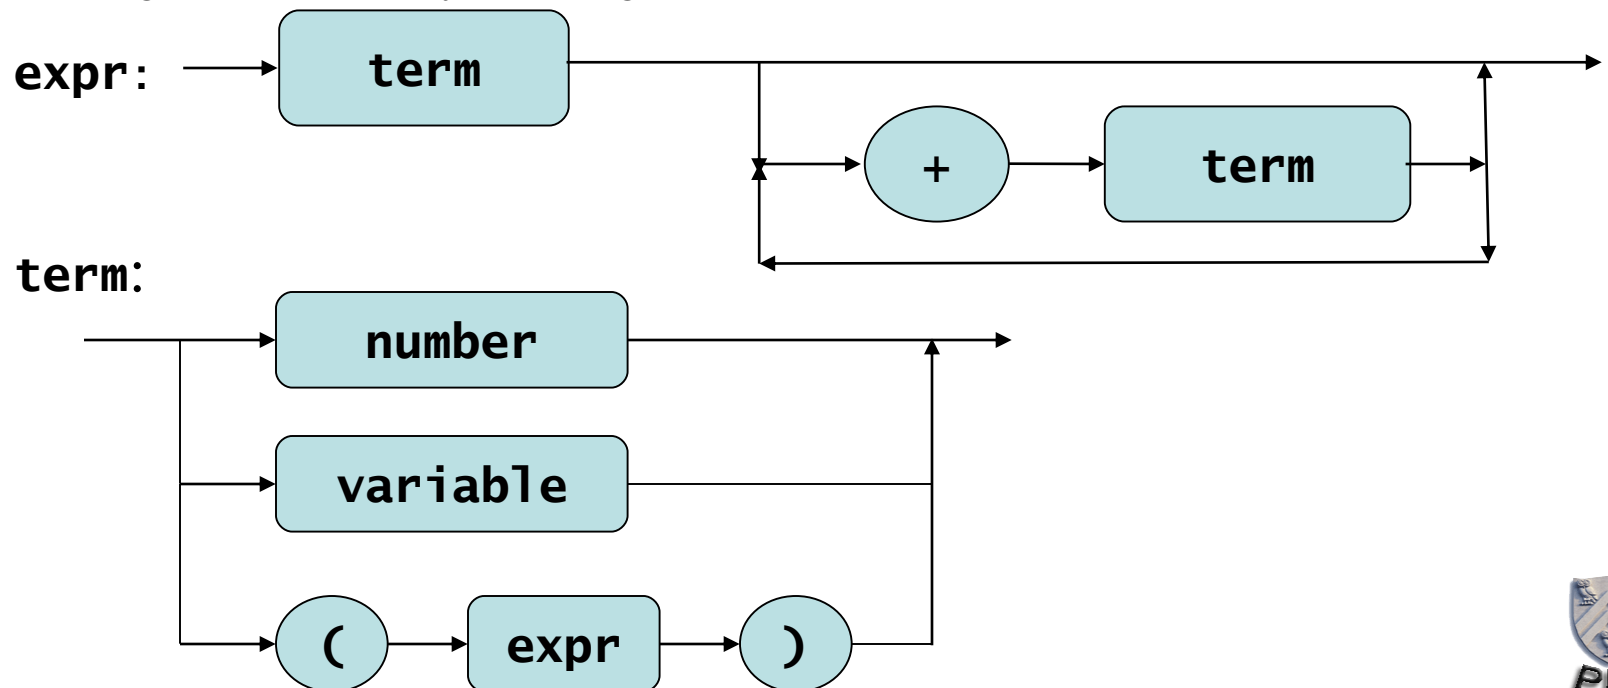 expr: term
+ term
term:
number
variable
( expr )